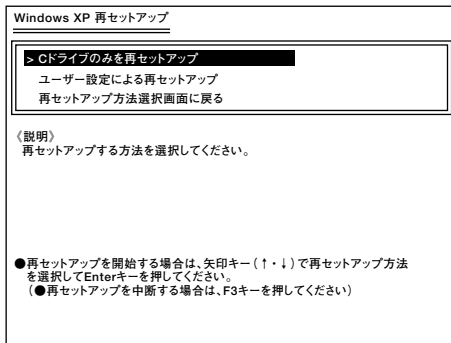 Windows XP 再セットアップ
> Cドライブのみを再セットアップ
ユーザー設定による再セットアップ
再セットアップ方法選択画面に戻る
《説明》
再セットアップする方法を選択してください。
●再セットアップを開始する場合は、矢印キー(↑・↓)で再セットアップ方法
を選択してEnterキーを押してください。
(●再セットアップを中断する場合は、F3キーを押してください)